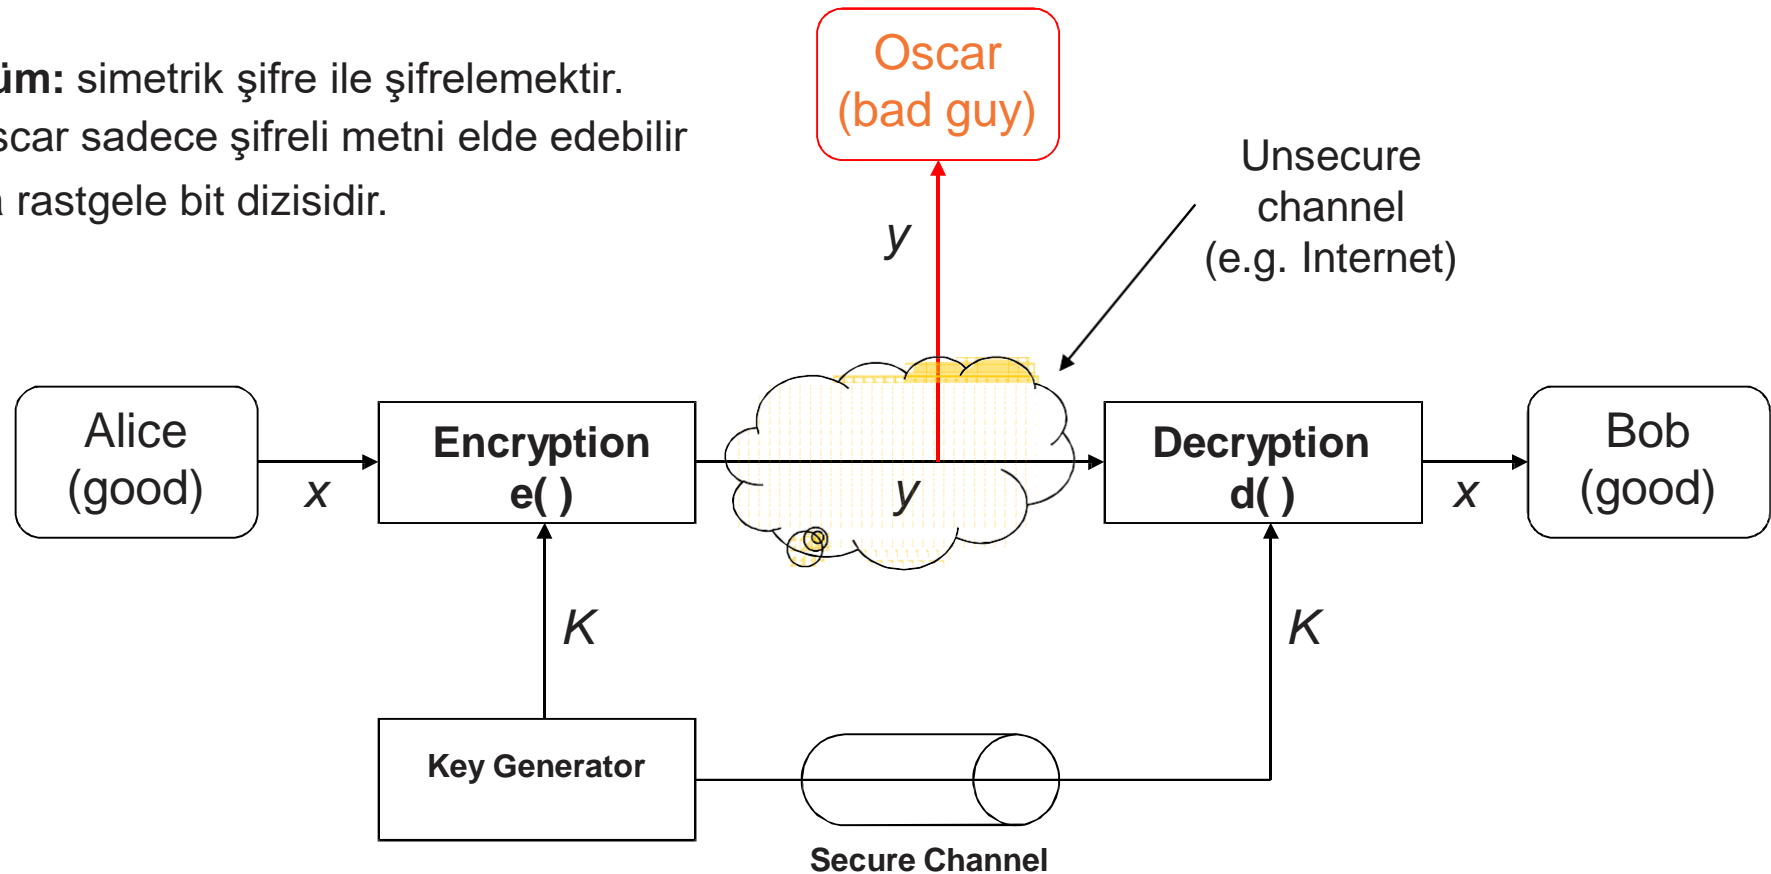 üm: simetrik şifre ile şifrelemektir.
scar sadece şifreli metni elde edebilir
rastgele bit dizisidir.
Oscar
(bad guy)
Unsecure
channel
(e.g. Internet)
y
Alice
(good)
x
Encryption
e( )
y
Decryption
d( )
x
Bob
(good)
K
K
Key Generator
Secure Channel